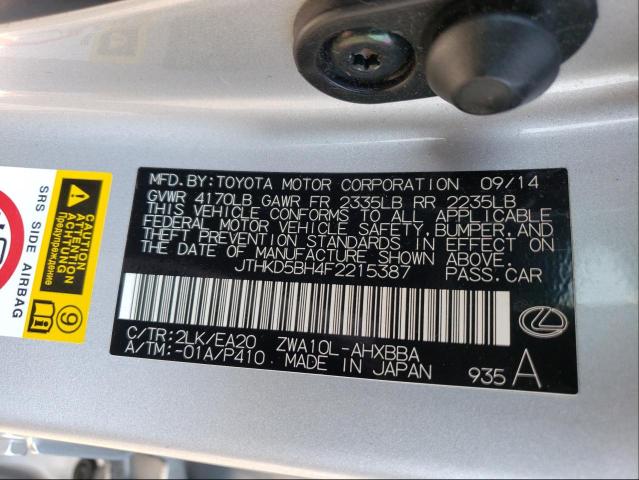 MFD.BY:TOYOTA MOTOR CORPORATION 09/14
GVWR 4170LB GAWR FR 2335LB RR 2235LB
THIS VEHICLE CONFORMS TO ALL APPLICABLE
FEDERAL MOTOR VEHICLE SAFETY,BUMPER,AND
THEFT PREVENTION STANDARDS IN EFFECT ON
THE DATE OF MANUFACTURE SHOWN ABOVE.
JTHKD5BH4F2215387 PASS.CAR
C/TR:2LK/EA20 ZWA10L-AHXBBA
A/TM:-01A/P410 MADE IN JAPAN 935 A
SRS SIDE AIRBAG
ATTENTION
ACHTUNG
Предупреждение
9